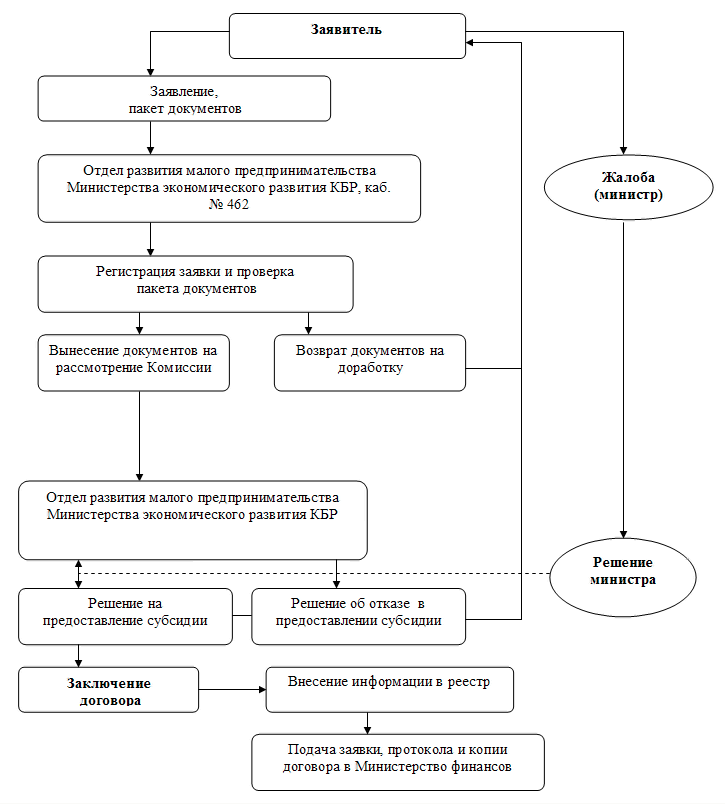 Заявитель
Заявление,
пакет документов
Отдел развития малого предпринимательства
Министерства экономического развития КБР, каб.
№ 462
Жалоба
(министр)
Регистрация заявки и проверка
пакета документов
Вынесение документов на
рассмотрение Комиссии
Возврат документов на
доработку
Отдел развития малого предпринимательства
Министерства экономического развития КБР
Решение
министра
Решение на
предоставление субсидии
Решение об отказе в
предоставлении субсидии
Заключение
договора
Внесение информации в реестр
Подача заявки, протокола и копии
договора в Министерство финансов